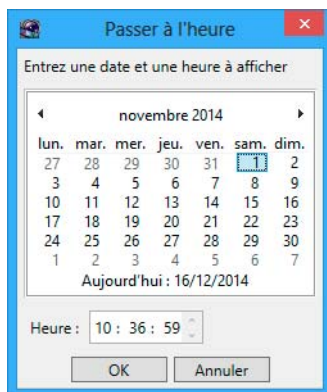 Passer à l'heure
Entrez une date et une heure à afficher
novembre 2014
lun. mar. mer. jeu. ven. sam. dim.
27 28 29 30 31 1 2
3 4 5 6 7 8 9
10 11 12 13 14 15 16
17 18 19 20 21 22 23
24 25 26 27 28 29 30
1 2 3 4 5 6 7
Aujourd'hui : 16/12/2014
Heure : 10 : 36 : 59
OK Annuler